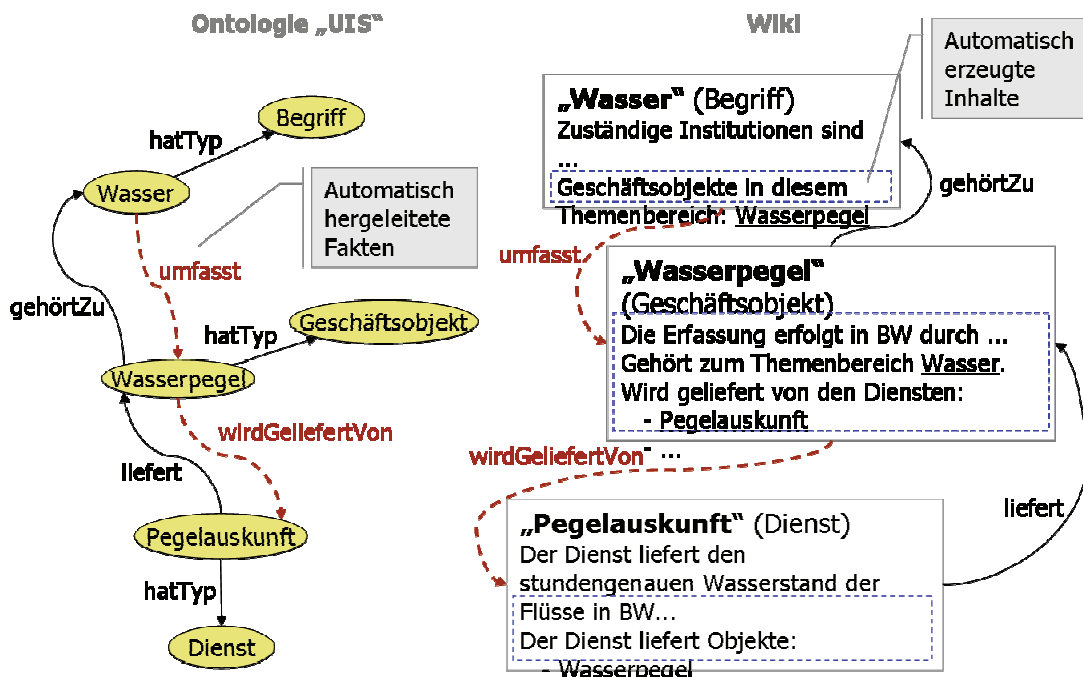 Ontologie „UIS“
Begriff
hatTyp
Wasser
Automatisch
hergeleitete
Fakten
umfasst
gehörtZu
hatTyp
Geschäftsobjekt
Wasserpegel
wirdGeliefertVon
liefert
Pegelauskunft
hatTyp
Dienst
Wiki
Automatisch
erzeugte
Inhalte
„Wasser“ (Begriff)
Zuständige Institutionen sind
...
Geschäftsobjekte in diesem
Themenbereich: Wasserpegel
gehörtZu
umfasst
„Wasserpegel“
(Geschäftsobjekt)
Die Erfassung erfolgt in BW durch ...
Gehört zum Themenbereich Wasser.
Wird geliefert von den Diensten:
- Pegelauskunft
- ...
wirdGeliefertVon
liefert
„Pegelauskunft“ (Dienst)
Der Dienst liefert den
stundengenauen Wasserstand der
Flüsse in BW...
Der Dienst liefert Objekte:
- Wasserpegel